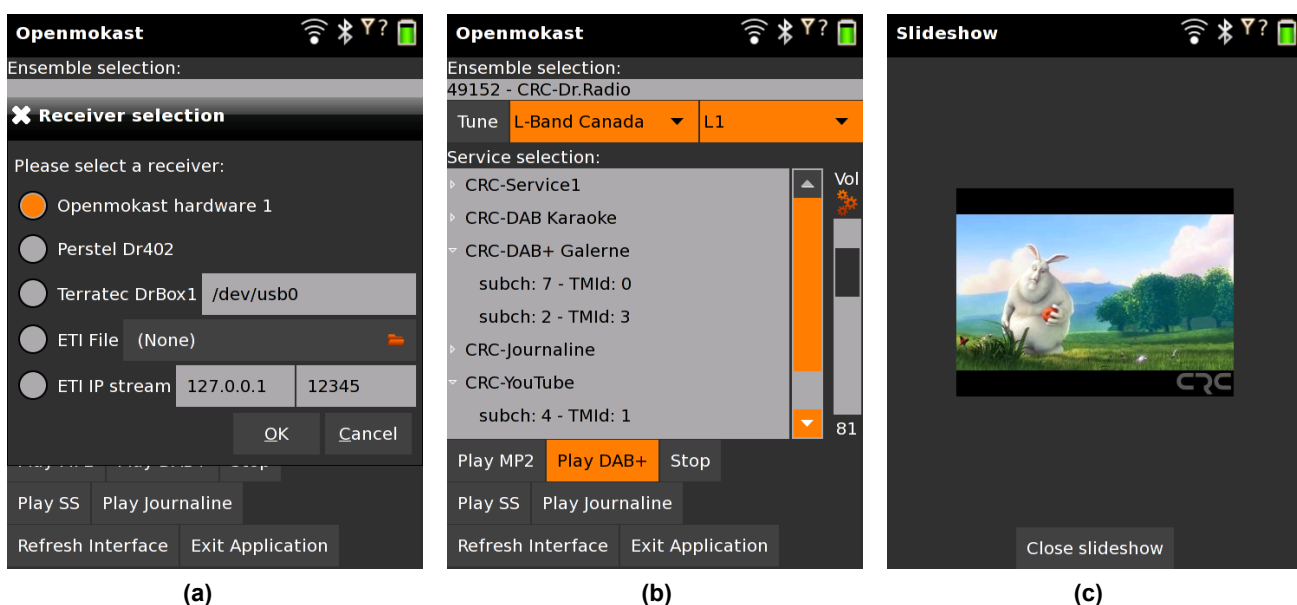 Openmokast
Y?
Ensemble selection:
Receiver selection
Please select a receiver:
Openmokast hardware 1
Perstel Dr402
Terratec DrBox1 /dev/usb0
ETI File (None)
ETI IP stream 127.0.0.1 12345
OK Cancel
Play SS Play Journaline
Refresh Interface Exit Application
(a)
Openmokast
Y?
Ensemble selection:
49152 - CRC-Dr.Radio
Tune L-Band Canada L1
Service selection:
CRC-Service1
CRC-DAB Karaoke
CRC-DAB+ Galerne
subch: 7 - TMId: 0
subch: 2 - TMId: 3
CRC-Journaline
CRC-YouTube
subch: 4 - TMId: 1
Vol
81
Play MP2 Play DAB+ Stop
Play SS Play Journaline
Refresh Interface Exit Application
(b)
Slideshow
Y?
CRC
Close slideshow
(c)